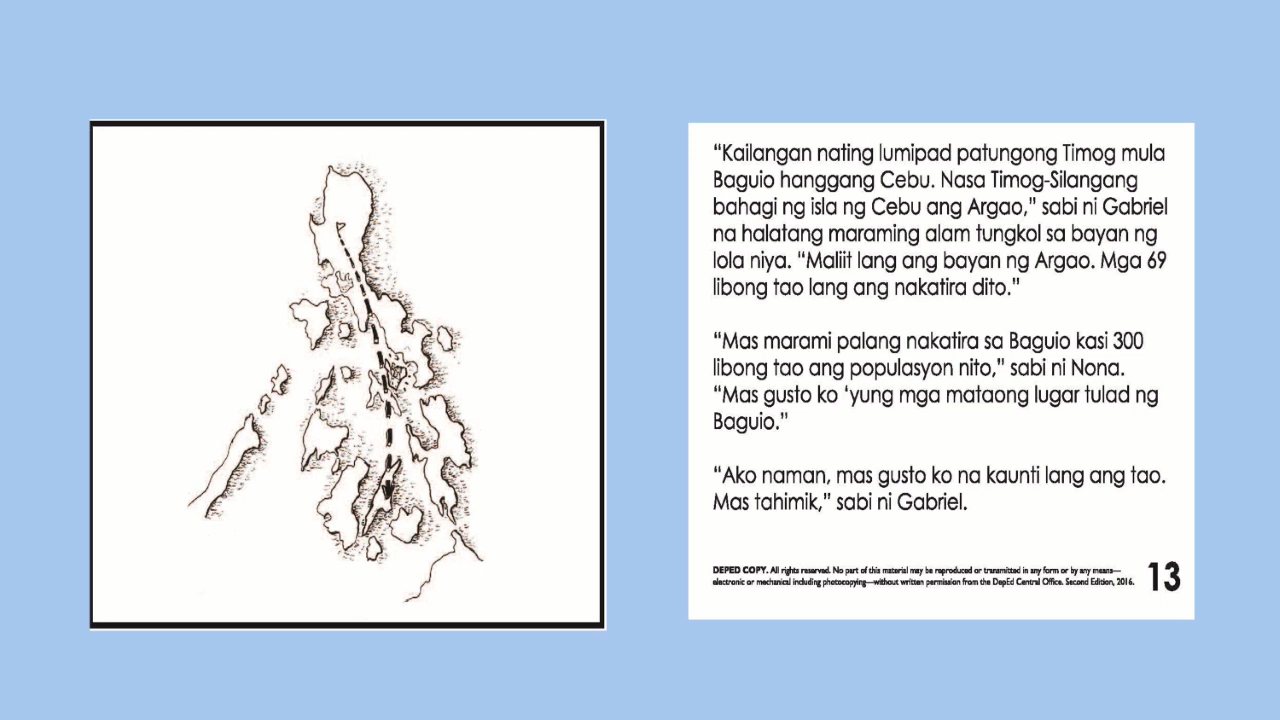 “Kailangan nating lumipad patungong Timog mula
Baguio hanggang Cebu. Nasa Timog-Silangang
bahagi ng isla ng Cebu ang Argao,” sabi ni Gabriel
na halatang maraming alam tungkol sa bayan ng
lola niya. “Maliit lang ang bayan ng Argao. Mga 69
libong tao lang ang nakatira dito.”
“Mas marami palang nakatira sa Baguio kasi 300
libong tao ang populasyon nito,” sabi ni Nona.
“Mas gusto ko ‘yung mga mataong lugar tulad ng
Baguio.”
“Ako naman, mas gusto ko na kaunti lang ang tao.
Mas tahimik,” sabi ni Gabriel.
DEPED COPY. All rights reserved. No part of this material may be reproduced or transmitted in any form or by any means—
electronic or mechanical including photocopying—without written permission from the DepEd Central Office. Second Edition, 2016.
13